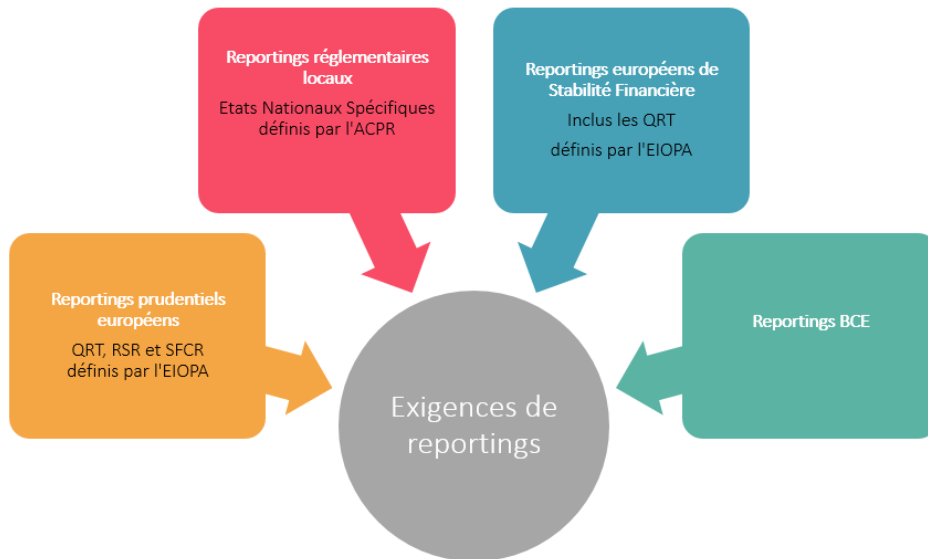 Reportings réglementaires
locaux
Etats Nationaux Spécifiques
définis par l'ACPR
Reportings européens de
Stabilité Financière
Inclus les QRT
définis par l'EIOPA
Reportings prudentiels
européens
QRT, RSR et SFCR
définis par l'EIOPA
Reportings BCE
Exigences de
reportings